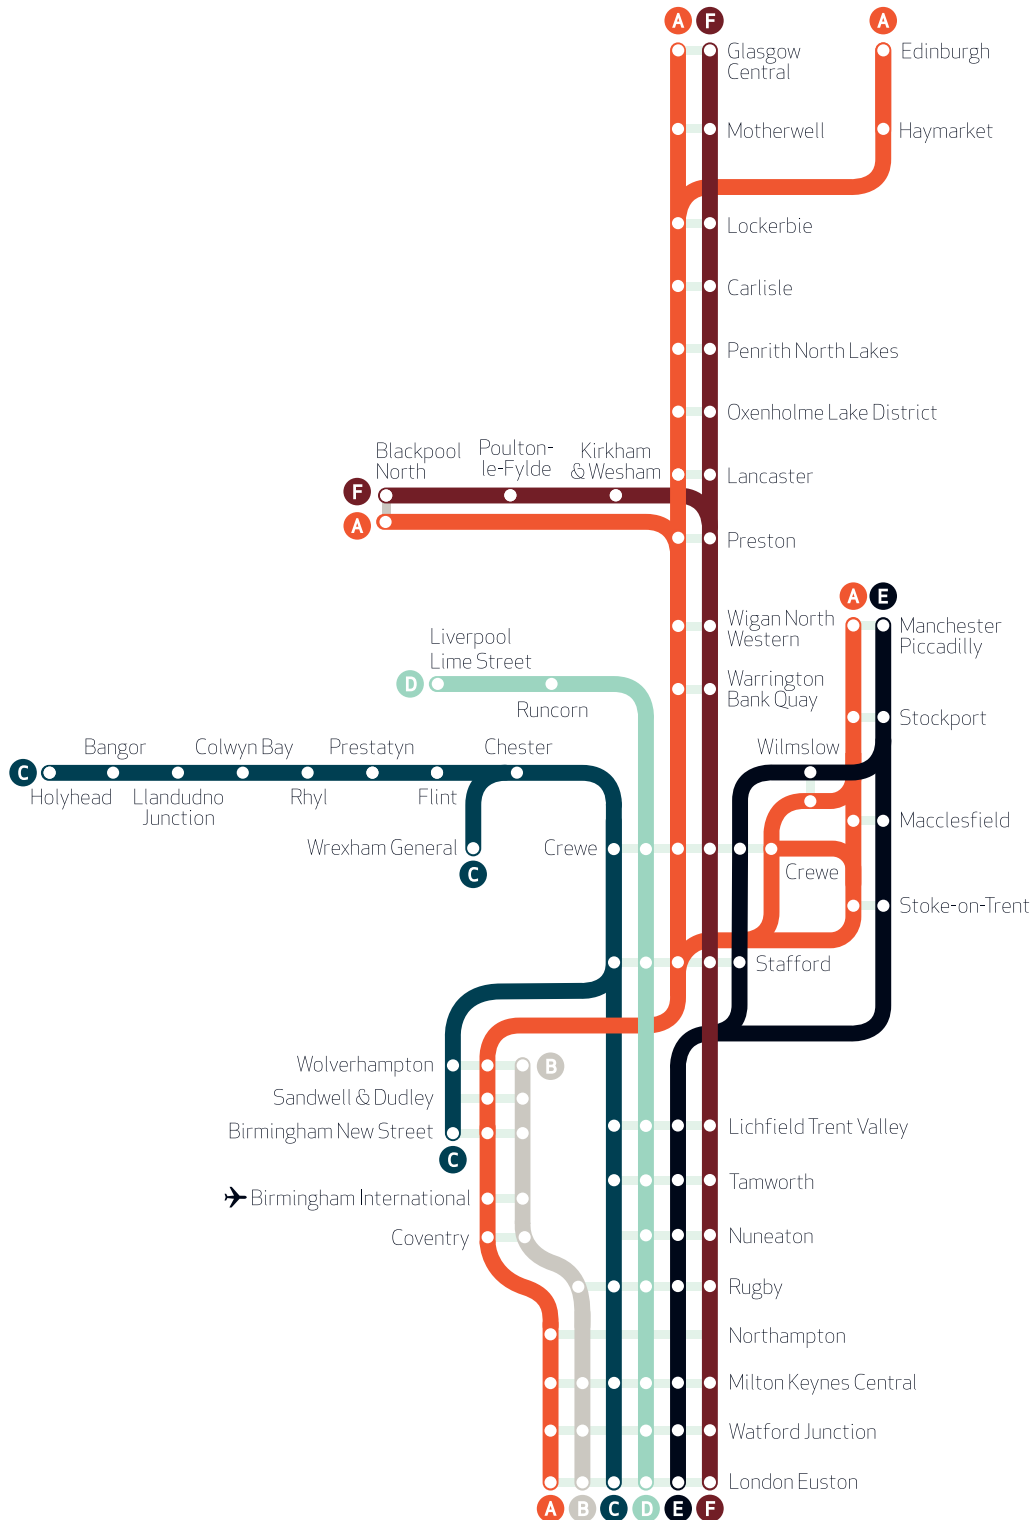 A F A
Glasgow
Central
Edinburgh
Motherwell
Haymarket
Lockerbie
Carlisle
Penrith North Lakes
Oxenholme Lake District
Blackpool
North
Poulton-
le-Fylde
Kirkham
& Wesham
Lancaster
F
A
Preston
A E
Wigan North
Western
Manchester
Piccadilly
Liverpool
Lime Street
D
Warrington
Bank Quay
Runcorn
Stockport
Wilmslow
Bangor
Colwyn Bay
Prestatyn
Chester
C
Holyhead
Llandudno
Junction
Rhyl
Flint
Macclesfield
Wrexham General
C
Crewe
Crewe
Stoke-on-Trent
Stafford
Wolverhampton
B
Sandwell & Dudley
Birmingham New Street
C
Lichfield Trent Valley
Tamworth
Birmingham International
Coventry
Nuneaton
Rugby
Northampton
Milton Keynes Central
Watford Junction
London Euston
A B C D E F